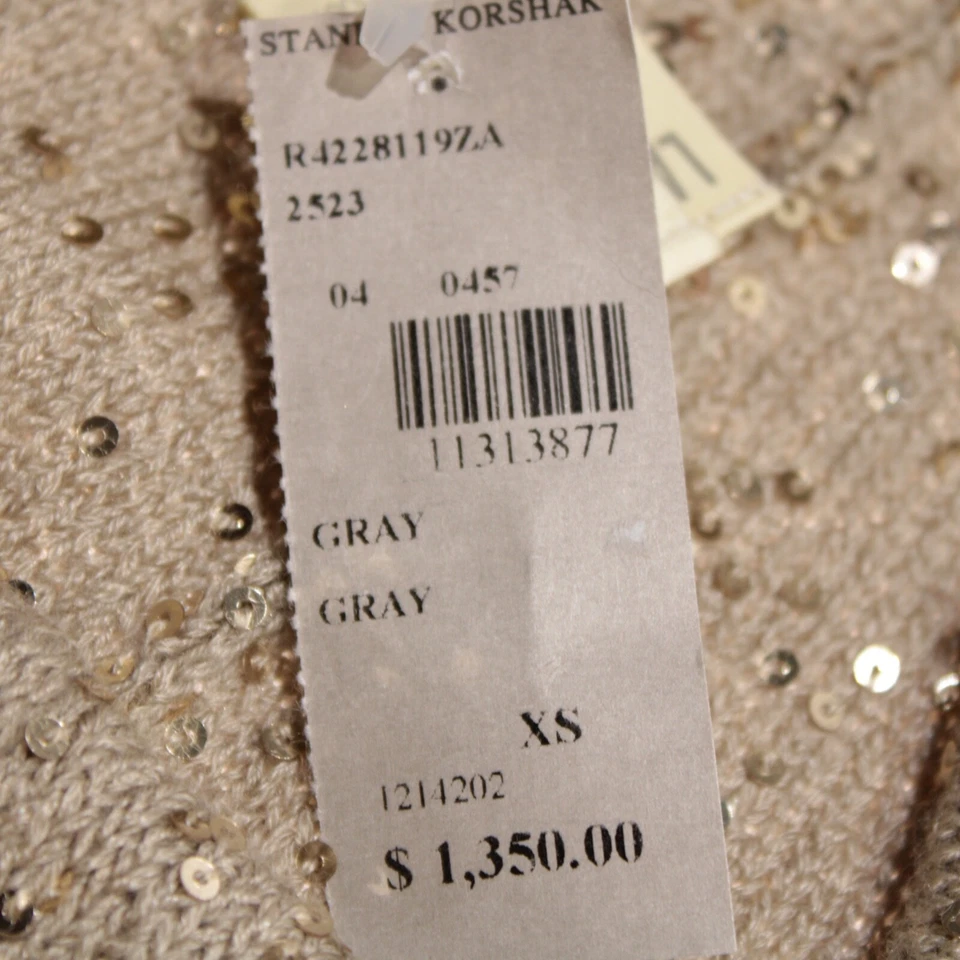 KORSHAK
R4228119ZA
2523
04 0457
11313877
GRAY
GRAY
XS
1214202
$ 1,350.00